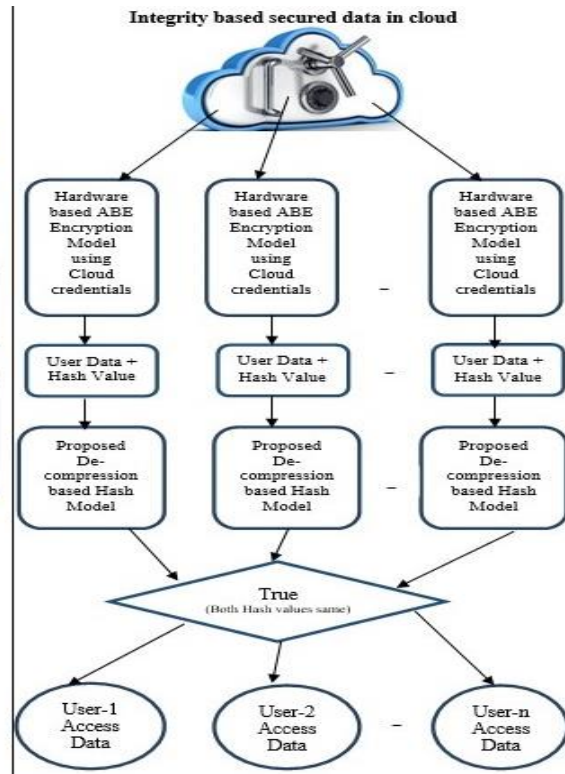 Integrity based secured data in cloud
Hardware
based ABE
Encryption
Model
using
Cloud
credentials
Hardware
based ABE
Encryption
Model
using
Cloud
credentials
–
Hardware
based ABE
Encryption
Model
using
Cloud
credentials
User Data +
Hash Value
User Data +
Hash Value
–
User Data +
Hash Value
Proposed
De-
compression
based Hash
Model
Proposed
De-
compression
based Hash
Model
–
Proposed
De-
compression
based Hash
Model
True
(Both Hash values same)
User-1
Access
Data
User-2
Access
Data
–
User-n
Access
Data